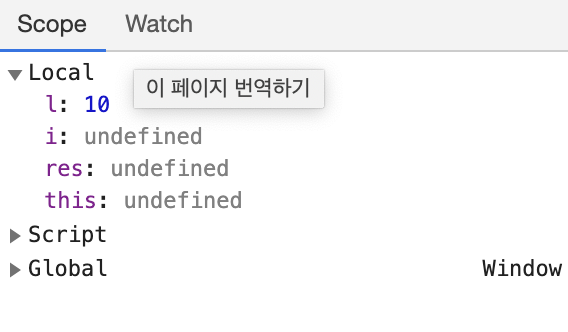 Scope Watch
Local
이 페이지 번역하기
l: 10
i: undefined
res: undefined
this: undefined
Script
Global Window